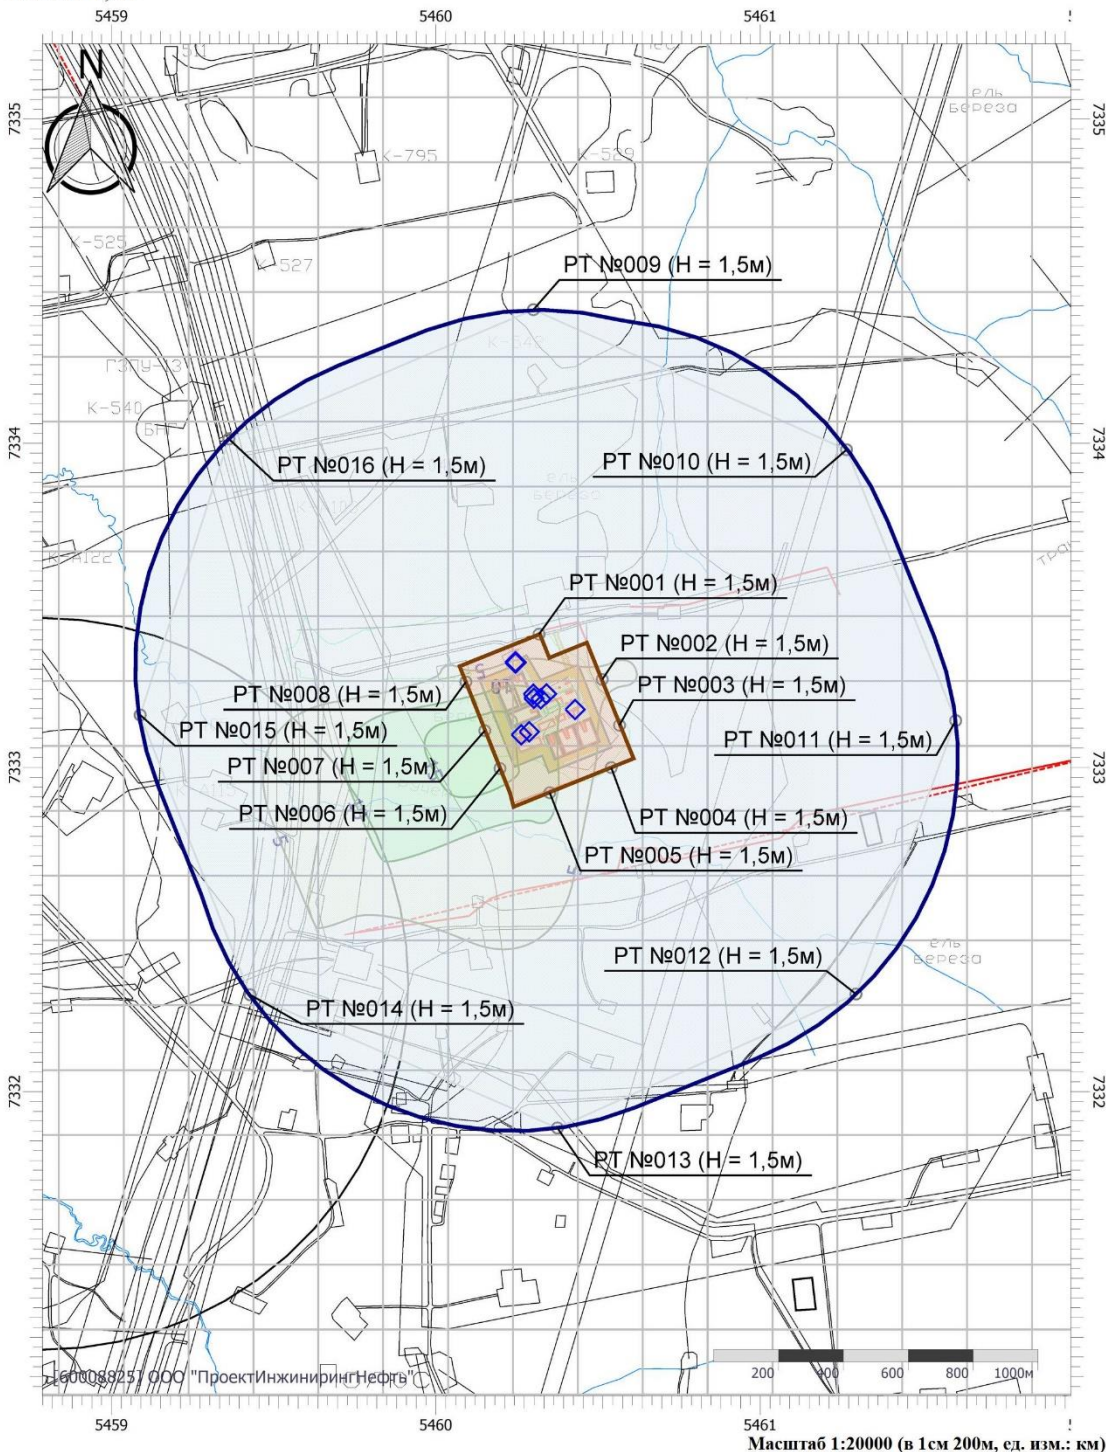 5459 5460 5461
N
7335 7335
ель
береза
К-795
К-529
К-525
К-527
РТ №009 (Н = 1,5м)
К-540
7334 7334
РТ №016 (Н = 1,5м)
РТ №010 (Н = 1,5м)
ель
береза
РТ №001 (Н = 1,5м)
РТ №002 (Н = 1,5м)
РТ №003 (Н = 1,5м)
РТ №008 (Н = 1,5м)
РТ №015 (Н = 1,5м)
РТ №011 (Н = 1,5м)
РТ №007 (Н = 1,5м)
7333 7333
РТ №006 (Н = 1,5м)
РТ №004 (Н = 1,5м)
РТ №005 (Н = 1,5м)
5
5
РТ №012 (Н = 1,5м)
ель
береза
РТ №014 (Н = 1,5м)
7332 7332
РТ №013 (Н = 1,5м)
200 400 600 800 1000м
[60008825] ООО "ПроектИнжинирингНефть"
5459 5460 5461
Масштаб 1:20000 (в 1см 200м, ед. изм.: км)